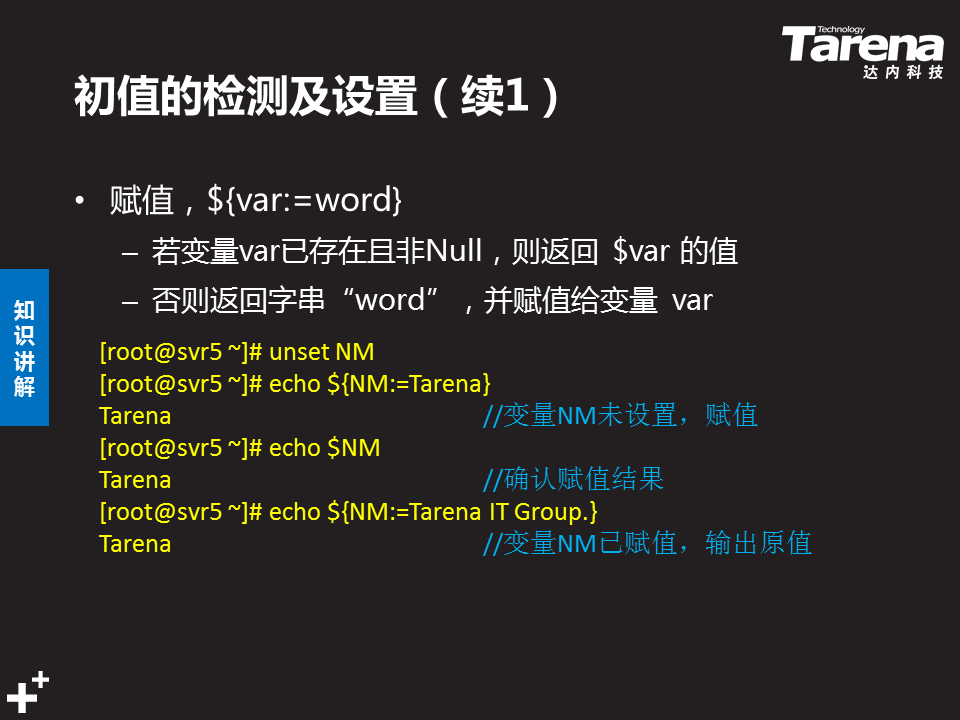 Technology
Tarena
达内科技
初值的检测及设置（续1）
• 赋值，${var:=word}
– 若变量var已存在且非Null，则返回 $var 的值
– 否则返回字串“word”，并赋值给变量 var
知识讲解
[root@svr5 ~]# unset NM
[root@svr5 ~]# echo ${NM:=Tarena}
Tarena //变量NM未设置，赋值
[root@svr5 ~]# echo $NM
Tarena //确认赋值结果
[root@svr5 ~]# echo ${NM:=Tarena IT Group.}
Tarena //变量NM已赋值，输出原值